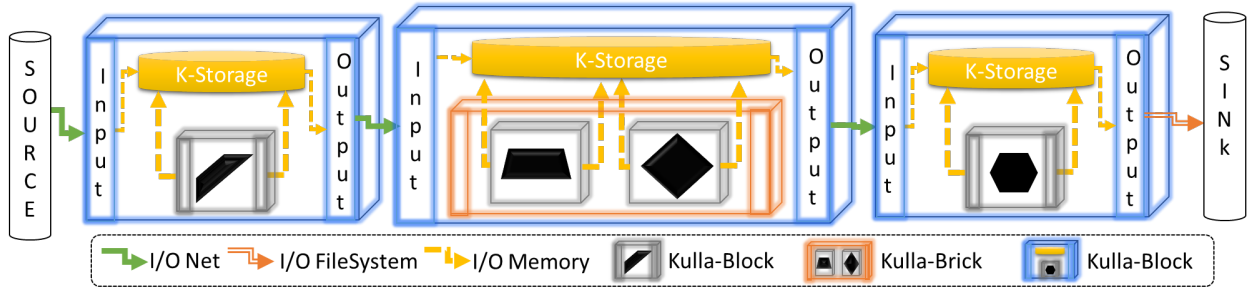 SOURCE
Input
K-Storage
Output
Input
K-Storage
Output
Input
K-Storage
Output
SINk
I/O Net
I/O FileSystem
I/O Memory
Kulla-Block
Kulla-Brick
Kulla-Block